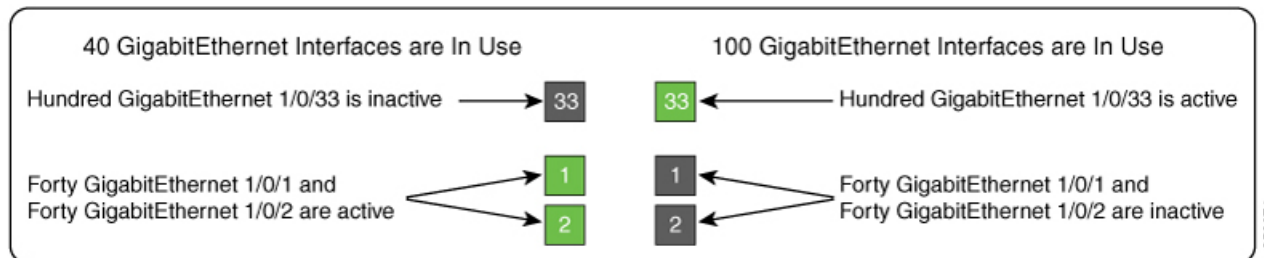 40 GigabitEthernet Interfaces are In Use
100 GigabitEthernet Interfaces are In Use
Hundred GigabitEthernet 1/0/33 is inactive
33
33
Hundred GigabitEthernet 1/0/33 is active
Forty GigabitEthernet 1/0/1 and
Forty GigabitEthernet 1/0/2 are active
1
2
1
2
Forty GigabitEthernet 1/0/1 and
Forty GigabitEthernet 1/0/2 are inactive